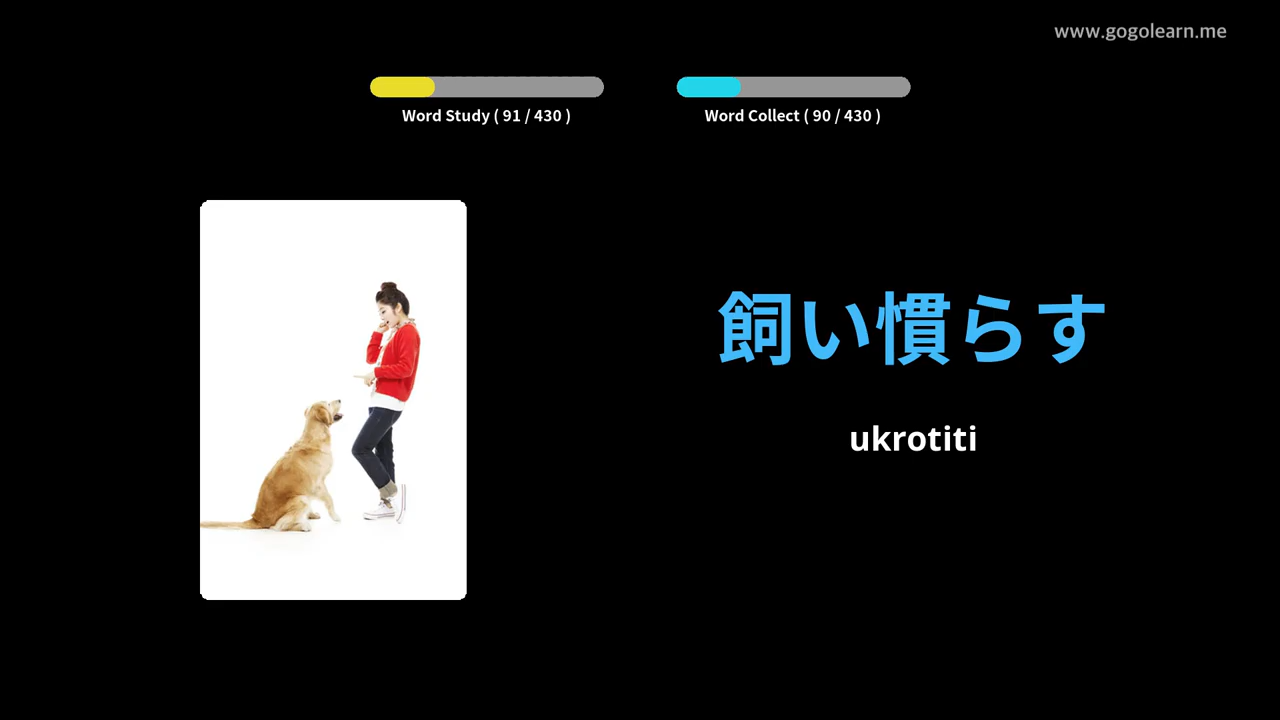 www.gogolearn.me
Word Study ( 91 / 430 )
Word Collect ( 90 / 430 )
飼い慣らす
ukrotiti